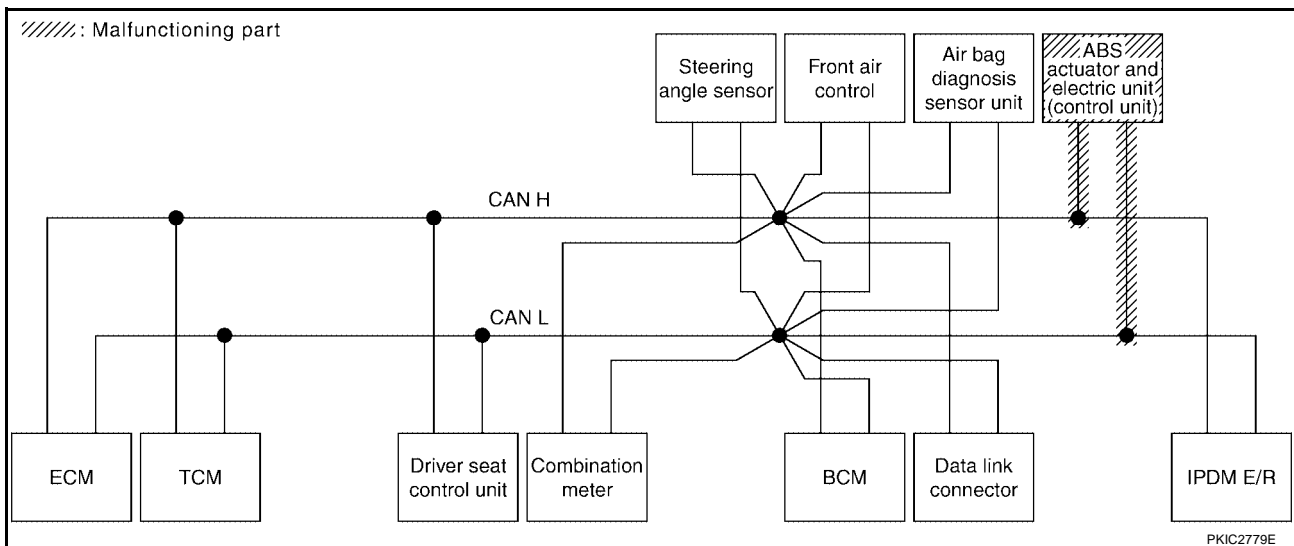 : Malfunctioning part
Steering
angle sensor
Front air
control
Air bag
diagnosis
sensor unit
ABS
actuator and
electric unit
(control unit)
CAN H
CAN L
ECM
TCM
Driver seat
control unit
Combination
meter
BCM
Data link
connector
IPDM E/R
PKIC2779E